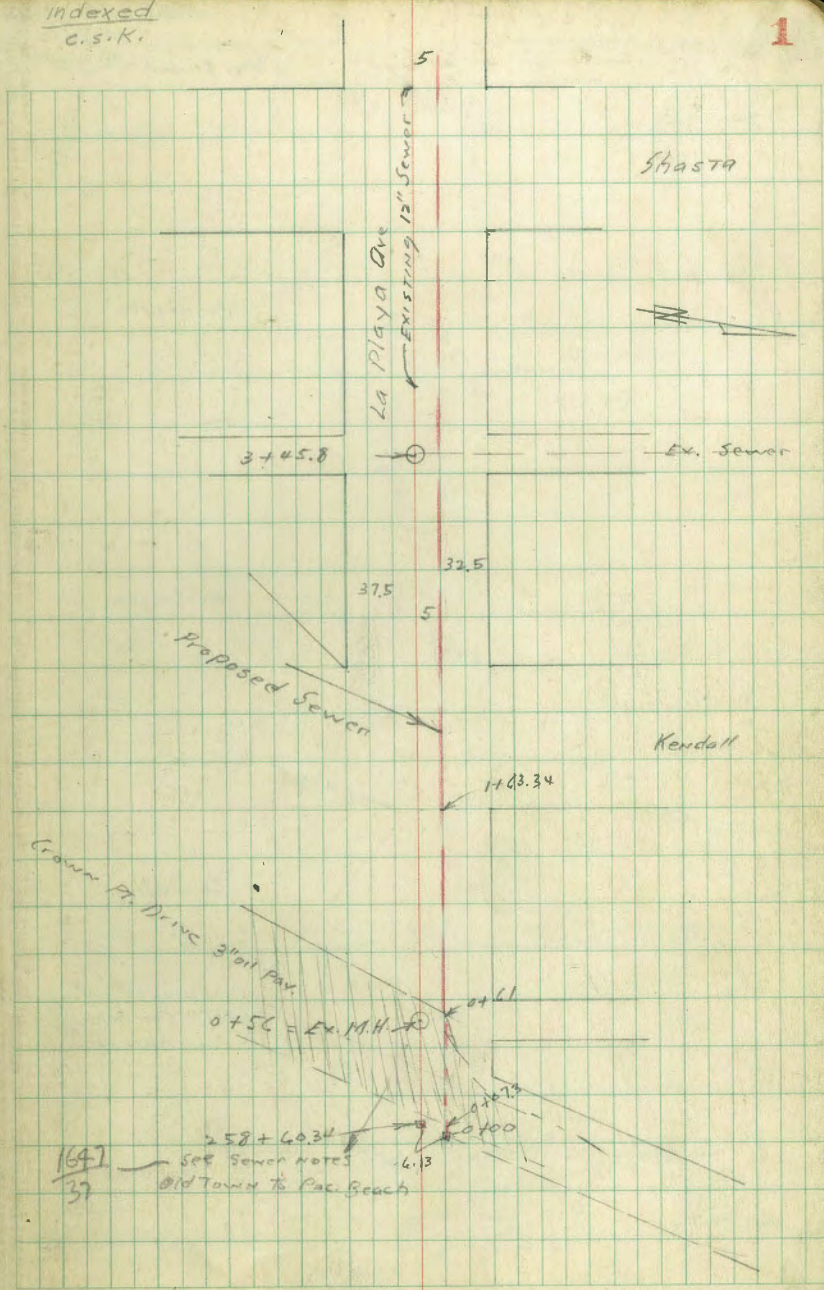 Indexed
C.S.K.
1
5
Shasta
La Playa Ave
Existing 12" Sewer
3+45.8
Ex. Sewer
32.5
37.5
5
Proposed Sewer
Kendall
1+63.34
Crown Pt. Drive 3" oil Pav.
0+61
0+56 = Ex. M.H.
0+07.3
258+60.34
0+00
6.13
1647
37
See Sewer Notes
Old Town to Pac. Beach